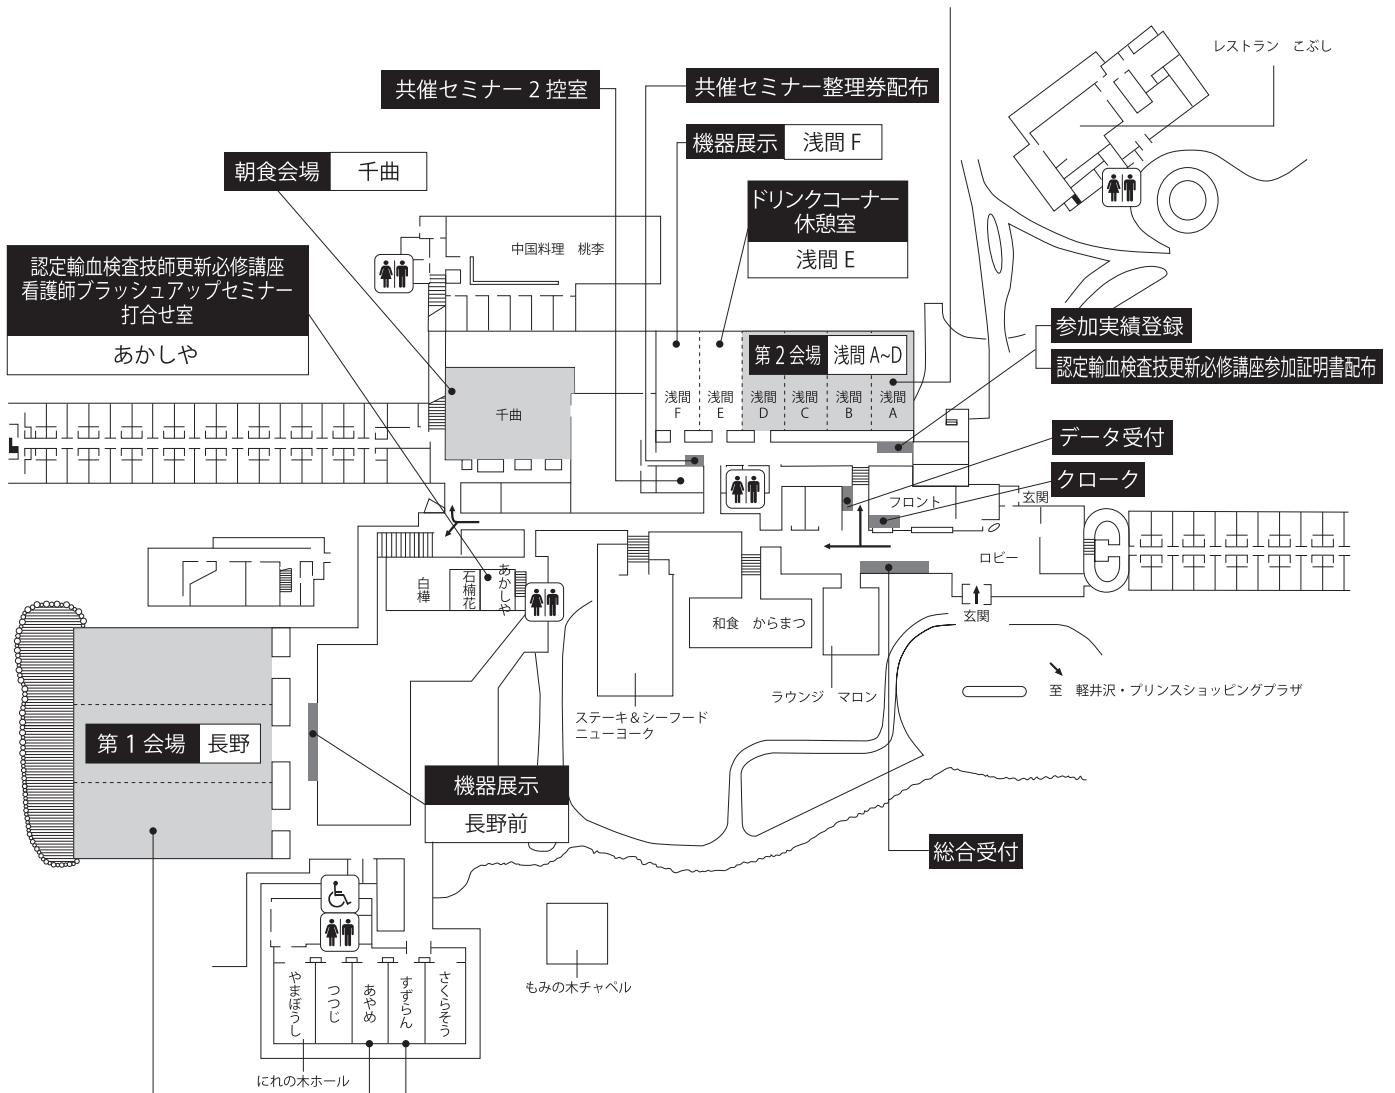 レストラン　こぶし
共催セミナー2控室
共催セミナー整理券配布
機器展示
浅間 F
朝食会場
千曲
ドリンクコーナー
休憩室
浅間 E
中国料理　桃李
認定輸血検査技師更新必修講座
看護師ブラッシュアップセミナー
打合せ室
あかしや
参加実績登録
認定輸血検査技更新必修講座参加証明書配布
第2会場
浅間 A~D
浅間
F
浅間
E
浅間
D
浅間
C
浅間
B
浅間
A
千曲
データ受付
クローク
フロント
玄関
ロビー
白樺
石楠花
あかしや
玄関
和食　からまつ
ラウンジ　マロン
至　軽井沢・プリンスショッピングプラザ
ステーキ＆シーフード
ニューヨーク
第1会場
長野
機器展示
長野前
総合受付
やまぼうし
つつじ
あやめ
すずらん
さくらそう
もみの木チャペル
にれの木ホール